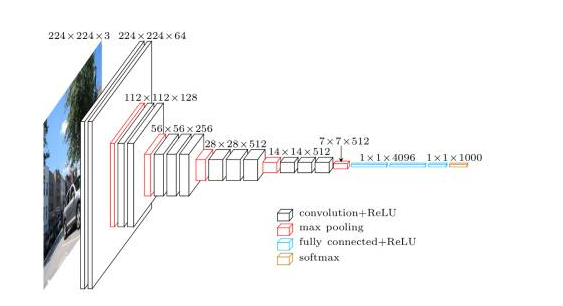 224×224×3 224×224×64
112×112×128
56×56×256
28×28×512
14×14×512
7×7×512
1×1×4096 1×1×1000
convolution+ReLU
max pooling
fully connected+ReLU
softmax